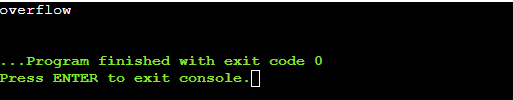 overflow
...Program finished with exit code 0
Press ENTER to exit console.